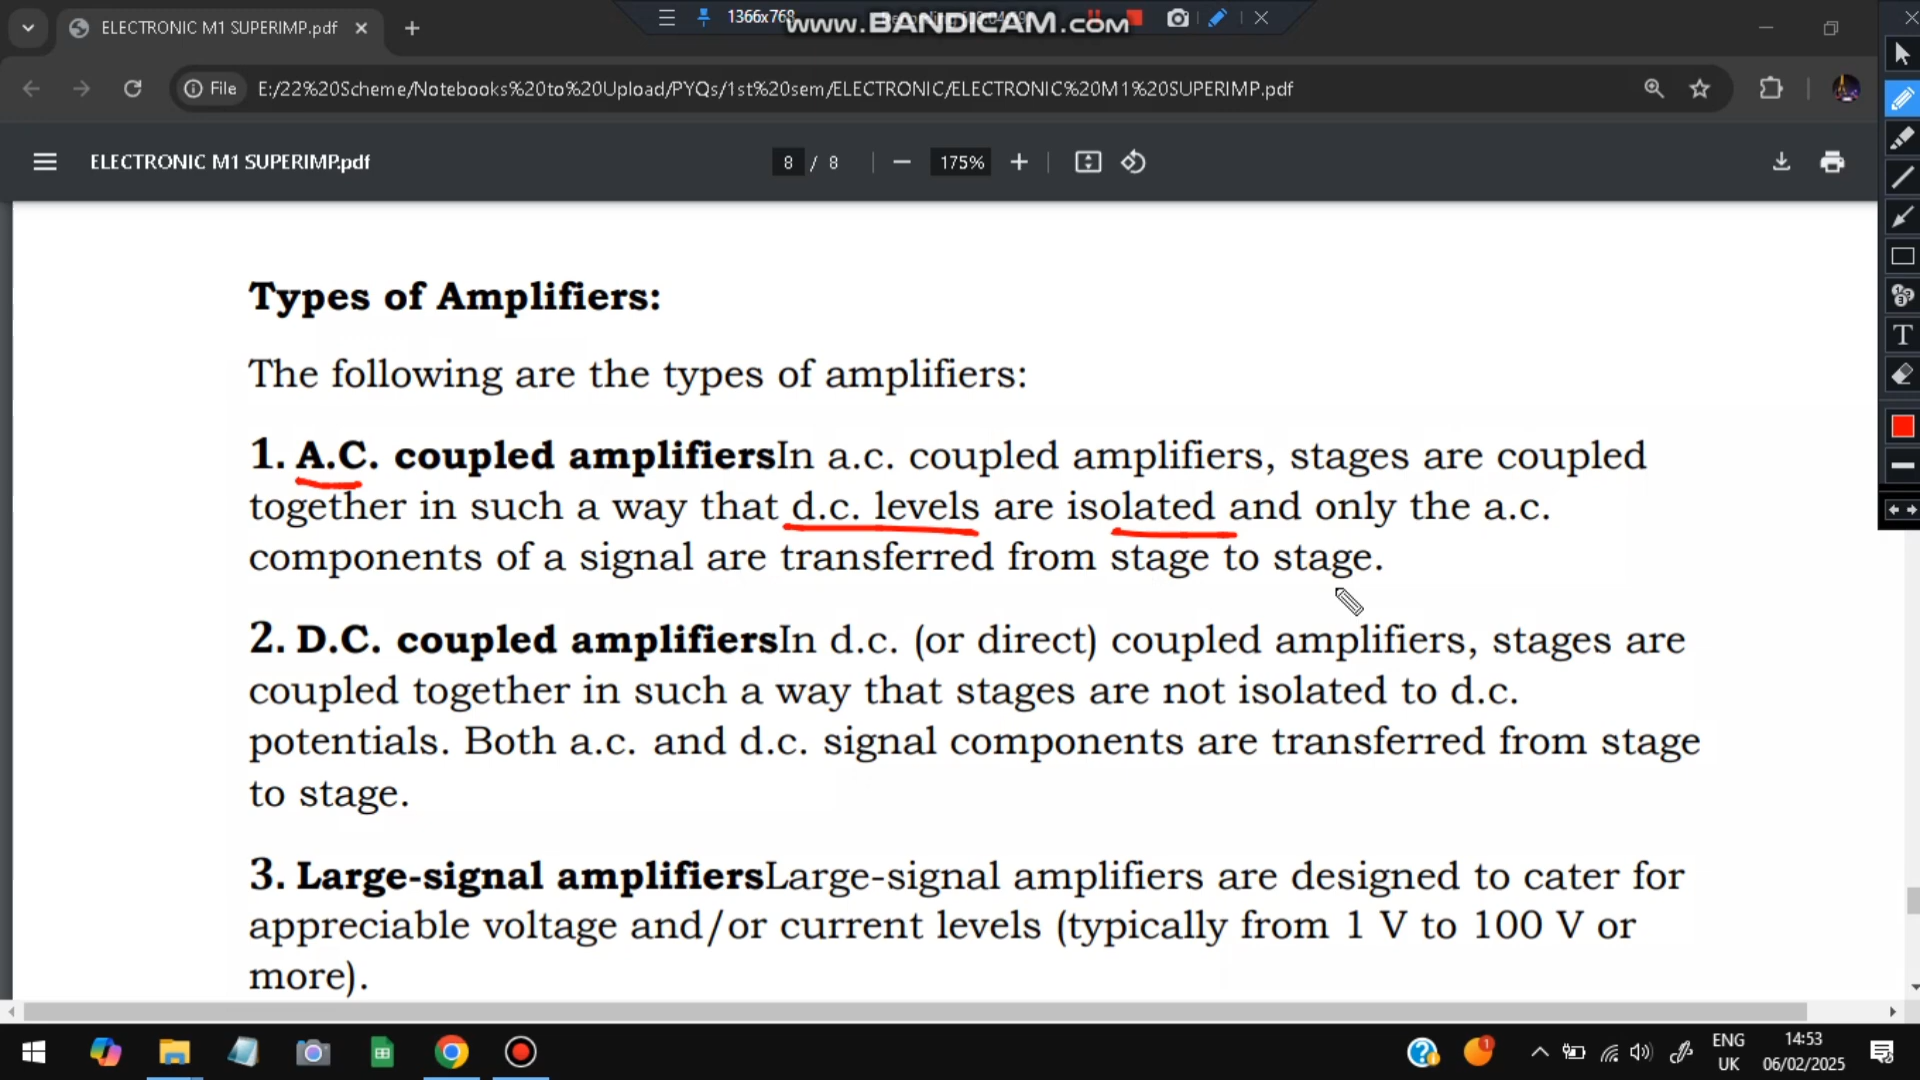 ELECTRONIC M1 SUPERIMP.pdf
1366x768
www.BANDICAM.com
File
E:/22%20Scheme/Notebooks%20to%20Upload/PYQs/1st%20sem/ELECTRONIC/ELECTRONIC%20M1%20SUPERIMP.pdf
ELECTRONIC M1 SUPERIMP.pdf
8 / 8
175%
Types of Amplifiers:
The following are the types of amplifiers:
1. A.C. coupled amplifiersIn a.c. coupled amplifiers, stages are coupled
together in such a way that d.c. levels are isolated and only the a.c.
components of a signal are transferred from stage to stage.
2. D.C. coupled amplifiersIn d.c. (or direct) coupled amplifiers, stages are
coupled together in such a way that stages are not isolated to d.c.
potentials. Both a.c. and d.c. signal components are transferred from stage
to stage.
3. Large-signal amplifiersLarge-signal amplifiers are designed to cater for
appreciable voltage and/or current levels (typically from 1 V to 100 V or
more).
T
1
ENG
UK
14:53
06/02/2025